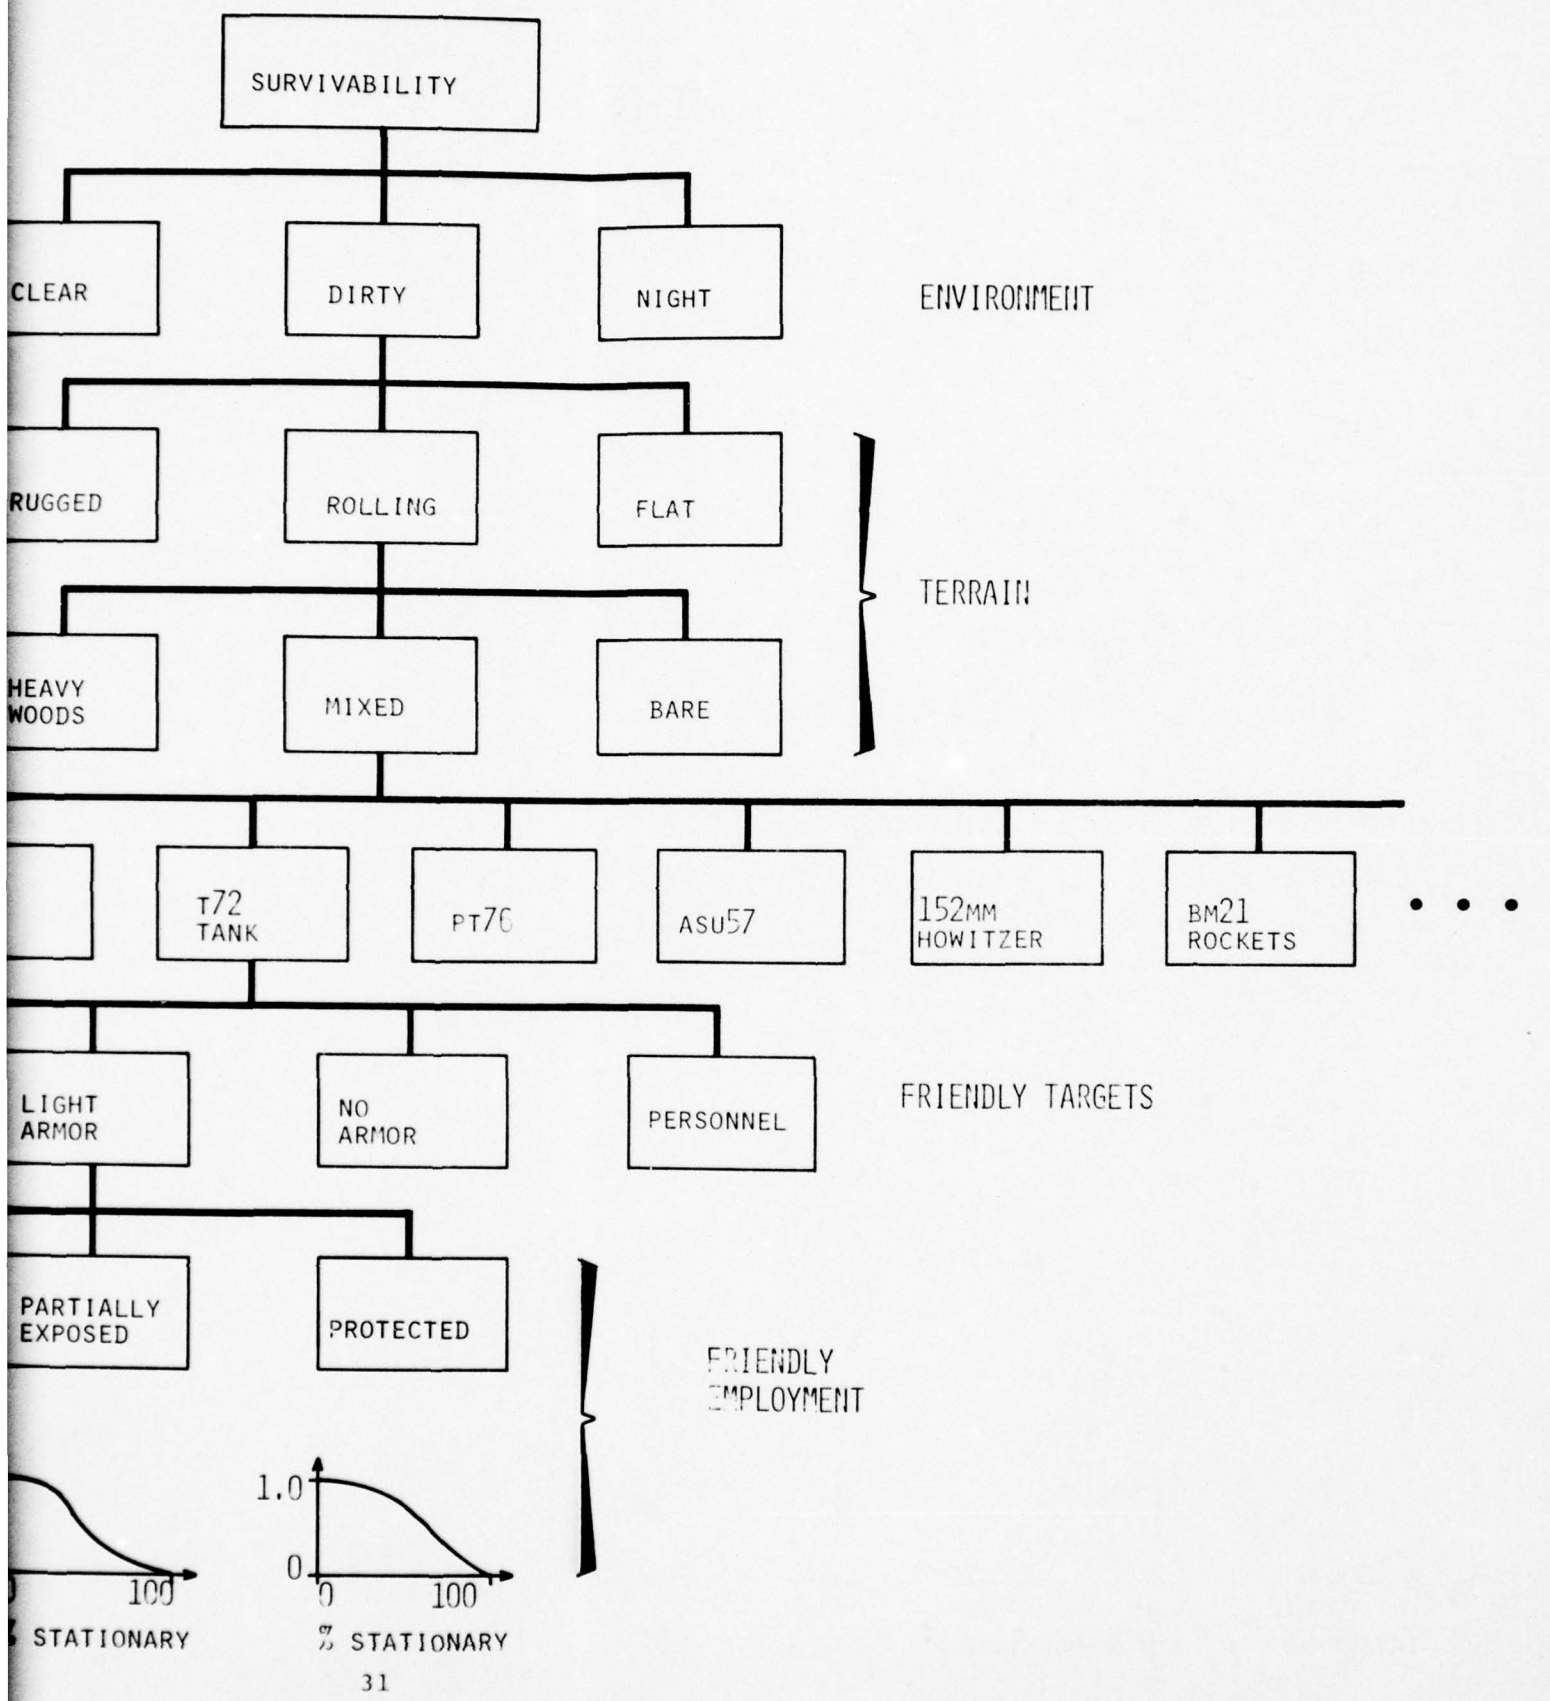 SURVIVABILITY
CLEAR
DIRTY
NIGHT
ENVIRONMENT
RUGGED
ROLLING
FLAT
TERRAIN
HEAVY
WOODS
MIXED
BARE
T72
TANK
PT76
ASU57
152MM
HOWITZER
BM21
ROCKETS
• • •
LIGHT
ARMOR
NO
ARMOR
PERSONNEL
FRIENDLY TARGETS
PARTIALLY
EXPOSED
PROTECTED
FRIENDLY
EMPLOYMENT
100
% STATIONARY
1.0
0
0
100
% STATIONARY
31